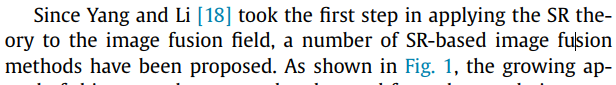 Since Yang and Li [18] took the first step in applying the SR the-
ory to the image fusion field, a number of SR-based image fusion
methods have been proposed. As shown in Fig. 1, the growing ap-